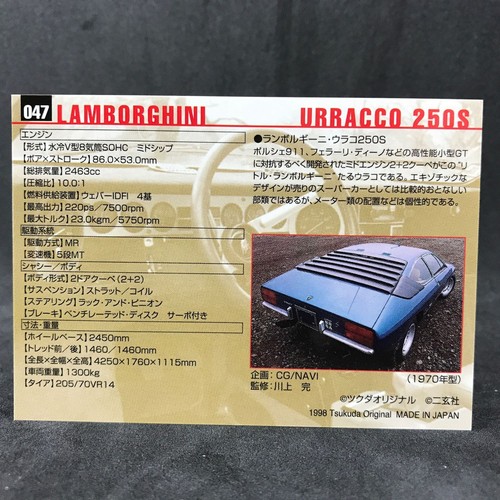 047 LAMBORGHINI URRACCO 250S
エンジン
【形式】水冷V型8気筒SOHC ミドシップ
【ボア×ストローク】86.0×53.0mm
【総排気量】2463cc
【圧縮比】10.0:1
【燃料供給装置】ウェバーIDFI 4基
【最高出力】220ps／7500rpm
【最大トルク】23.0kgm／5750rpm
駆動系統
【駆動方式】MR
【変速機】5段MT
シャシー／ボディ
【ボディ形式】2ドアクーペ（2+2）
【サスペンション】ストラット／コイル
【ステアリング】ラック・アンド・ピニオン
【ブレーキ】ベンチレーテッド・ディスク サーボ付き
寸法・重量
【ホイールベース】2450mm
【トレッド前／後】1460／1460mm
【全長×全幅×全高】4250×1760×1115mm
【車両重量】1300kg
【タイア】205/70VR14
●ランボルギーニ・ウラコ250S
ポルシェ911、フェラーリ・ディーノなどの高性能小型GT
に対抗するべく開発されたミドエンジン2+2クーペがこの“リ
トル・ランボルギーニ”たるウラコである。エキゾチックな
デザインが売りのスーパーカーとしては比較的おとなしい
部類ではあるが、メーター類の配置などは個性的である。
企画：CG/NAVI
監修：川上 完
（1970年型）
©ツクダオリジナル ©二玄社
1998 Tsukuda Original MADE IN JAPAN